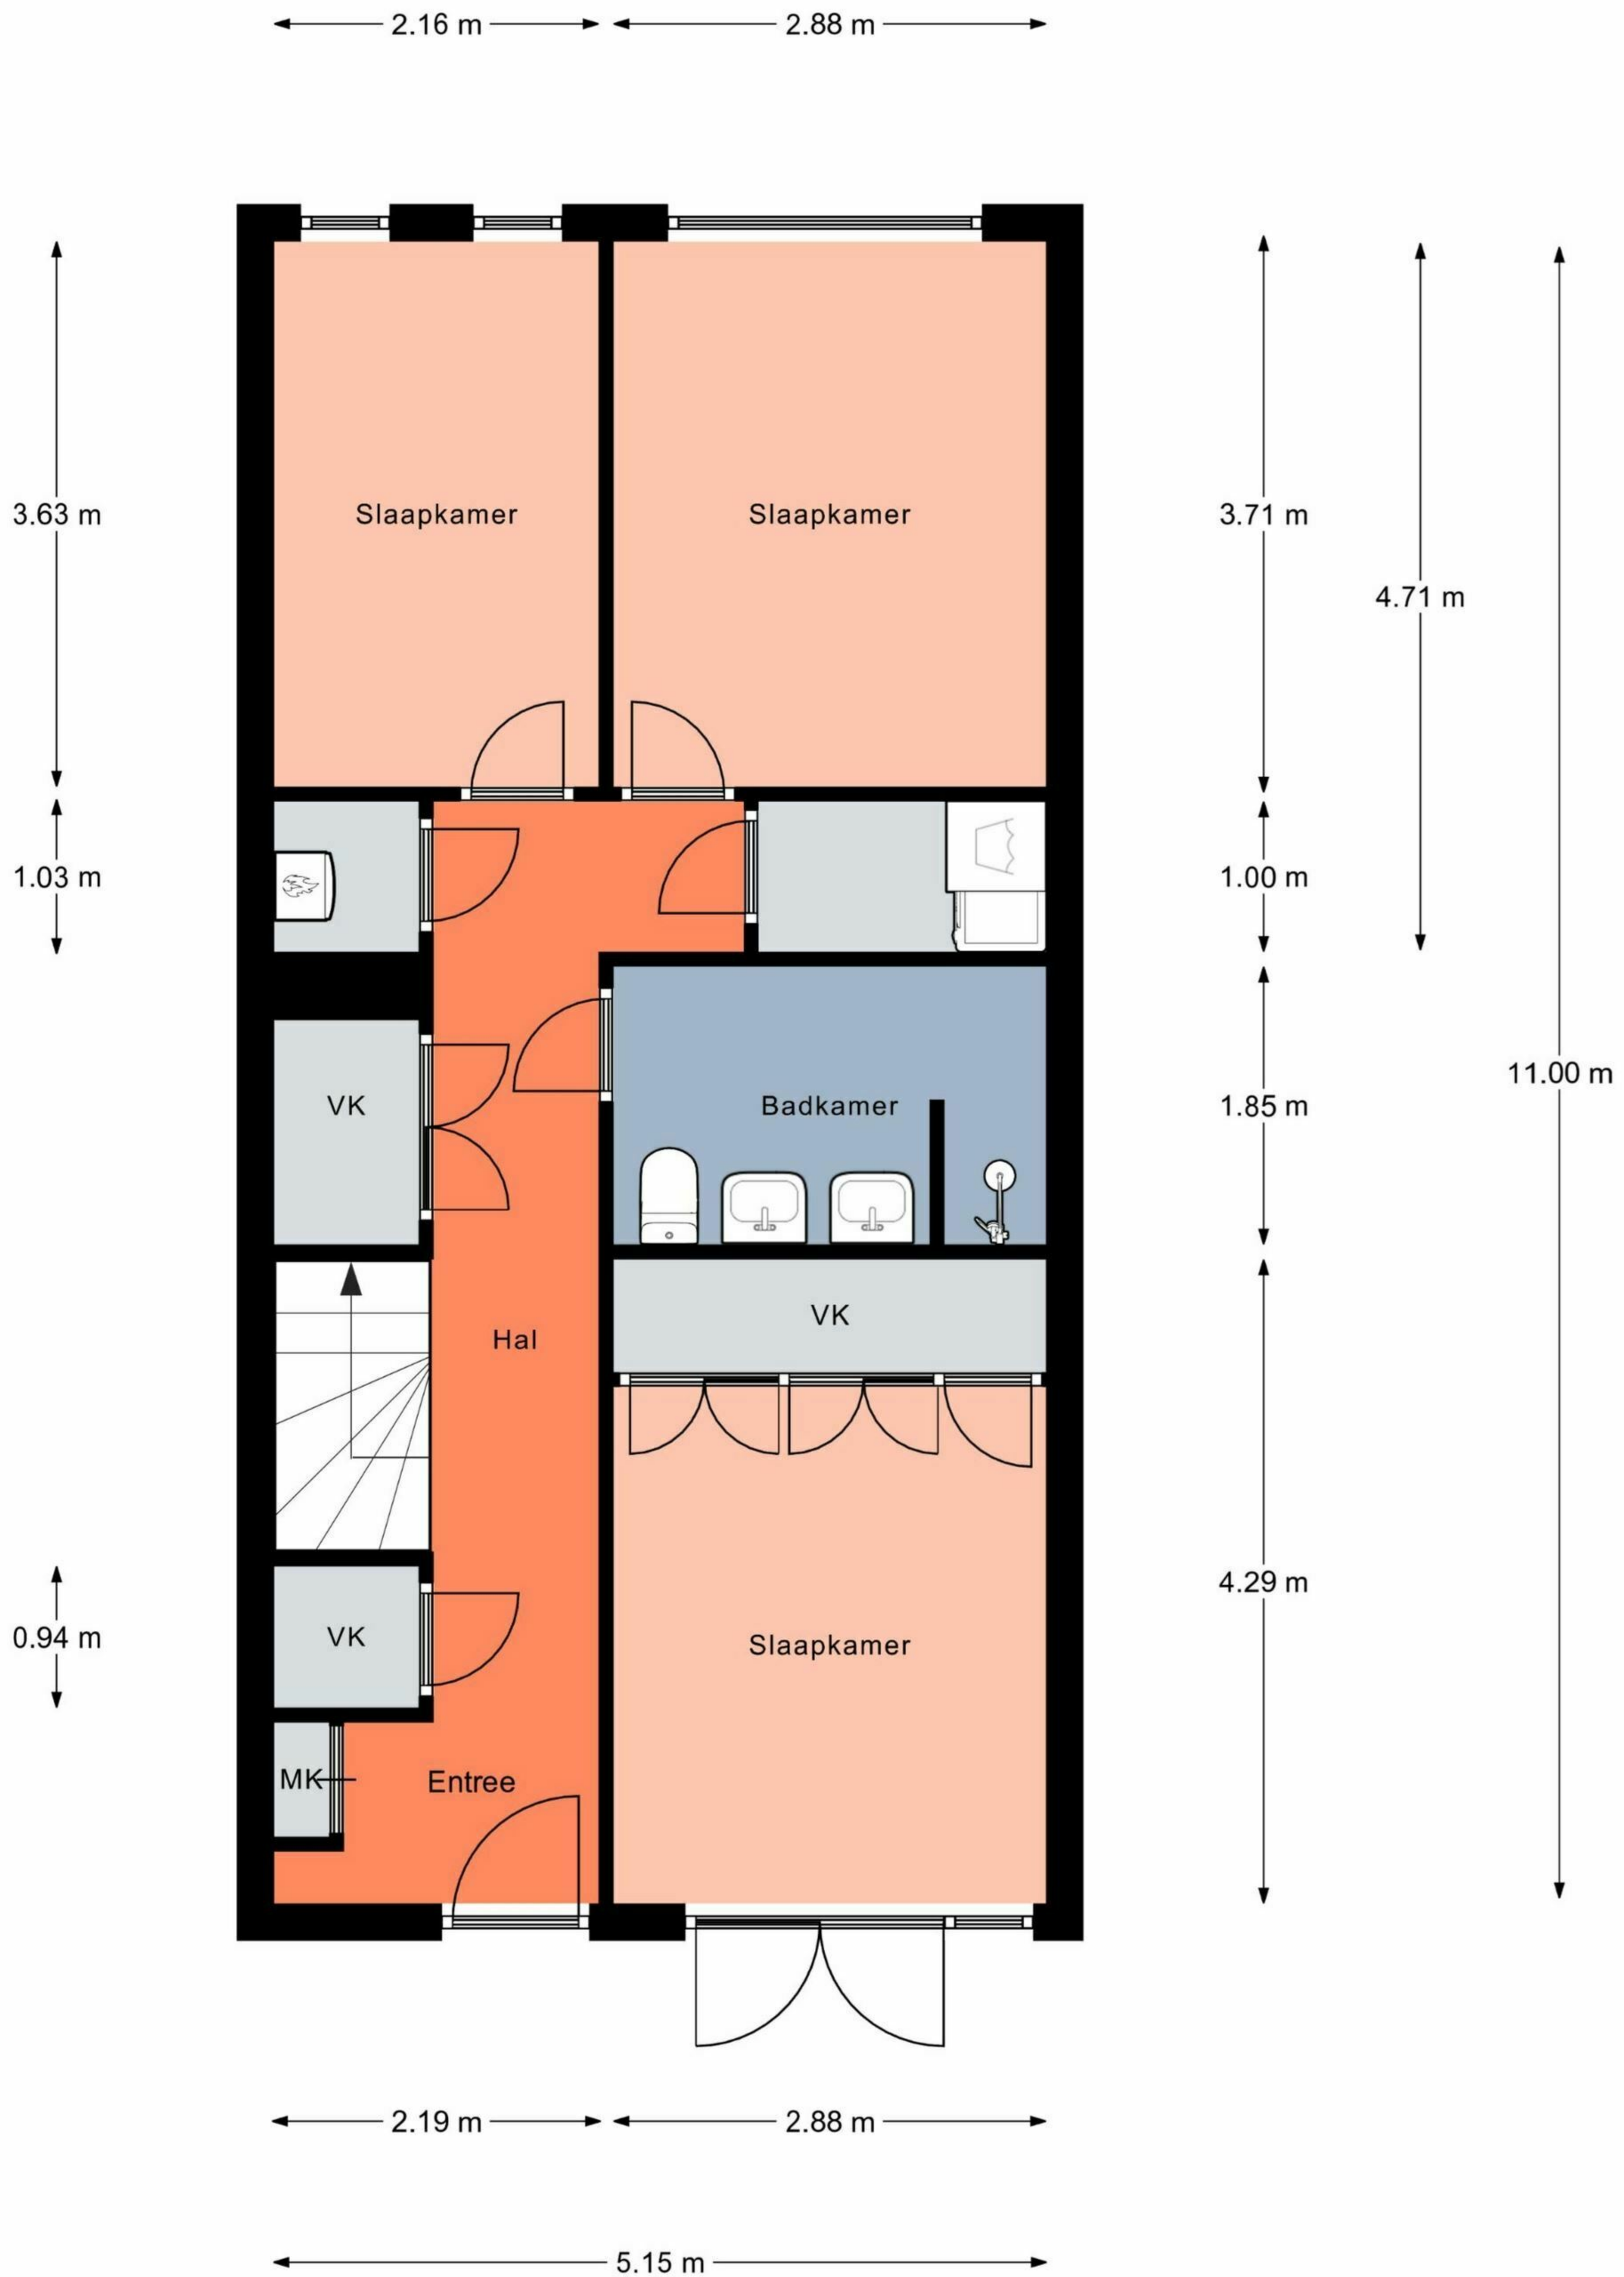 2.16 m
2.88 m
Slaapkamer
Slaapkamer
3.63 m
3.71 m
4.71 m
1.03 m
1.00 m
11.00 m
VK
Badkamer
1.85 m
VK
Hal
4.29 m
VK
0.94 m
Slaapkamer
MK
Entree
2.19 m
2.88 m
5.15 m